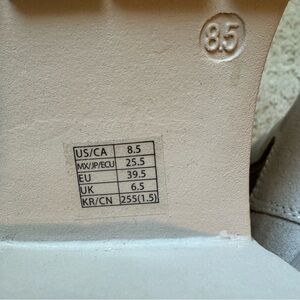 8.5
US/CA 8.5
MX/JP/ECU 25.5
EU 39.5
UK 6.5
KR/CN 255(1.5)